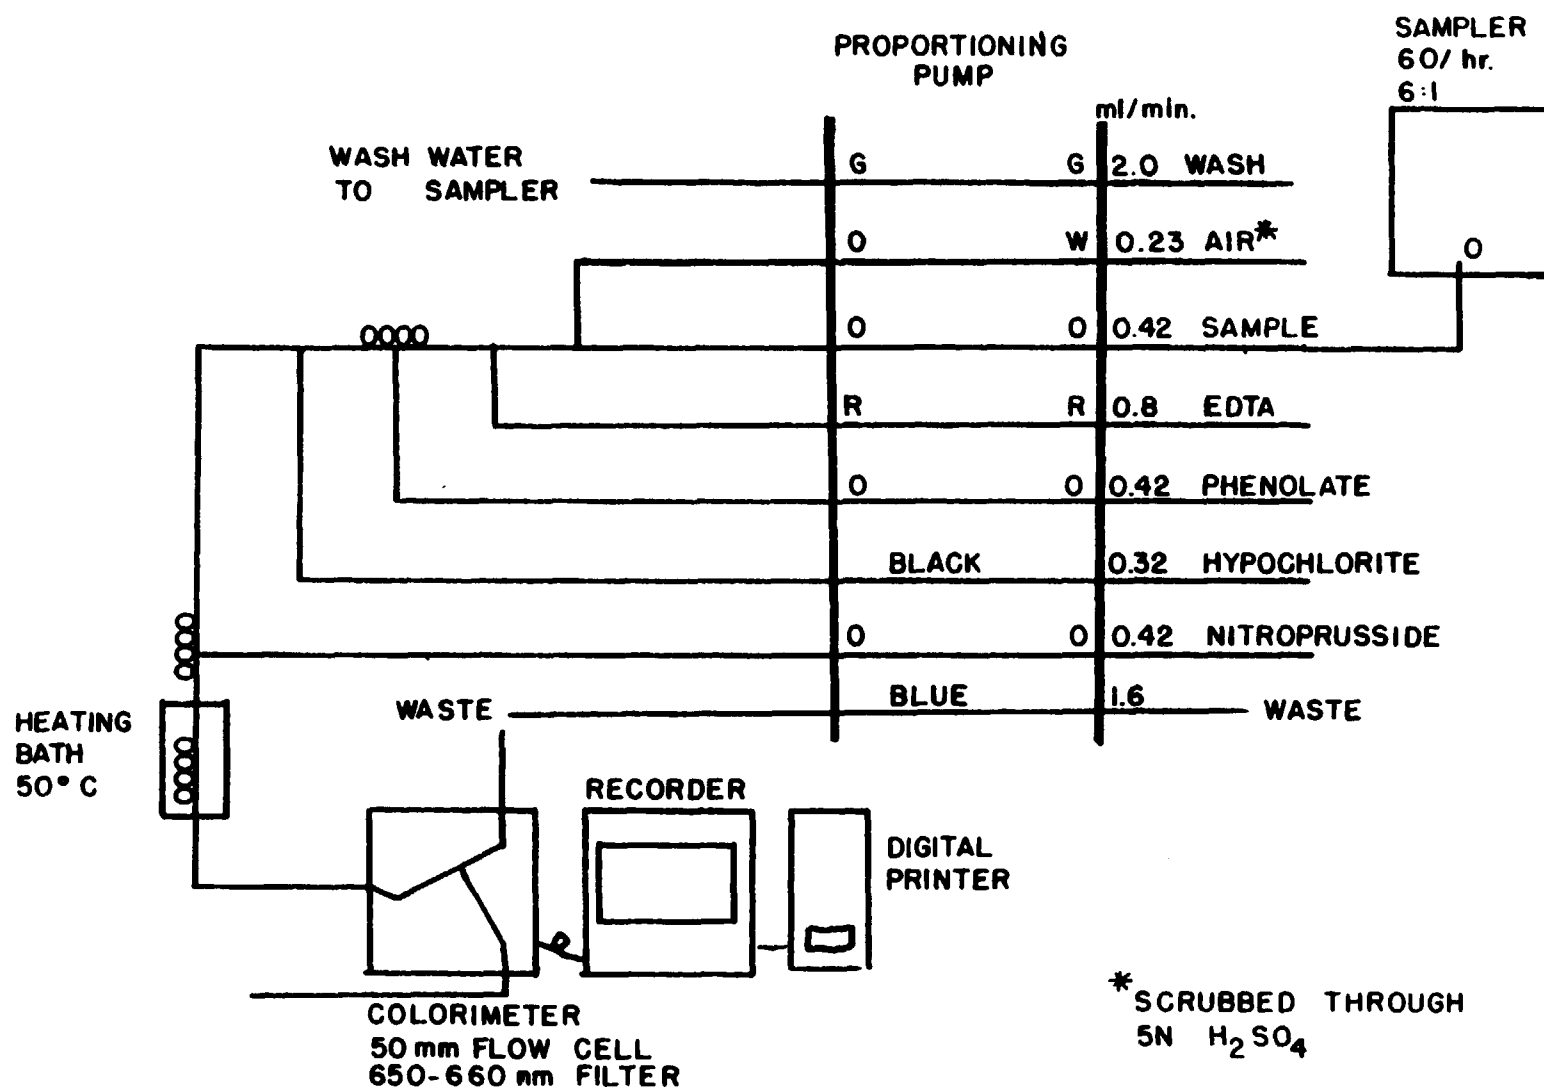 SAMPLER
60/ hr.
6:1
PROPORTIONING
PUMP
ml/min.
WASH WATER
TO SAMPLER
G G 2.0 WASH
O W 0.23 AIR*
O
O O 0.42 SAMPLE
R R 0.8 EDTA
O O 0.42 PHENOLATE
BLACK 0.32 HYPOCHLORITE
O O 0.42 NITROPRUSSIDE
WASTE BLUE 1.6 WASTE
HEATING
BATH
50° C
RECORDER
DIGITAL
PRINTER
COLORIMETER
50 mm FLOW CELL
650-660 nm FILTER
*SCRUBBED THROUGH
5N H₂SO₄